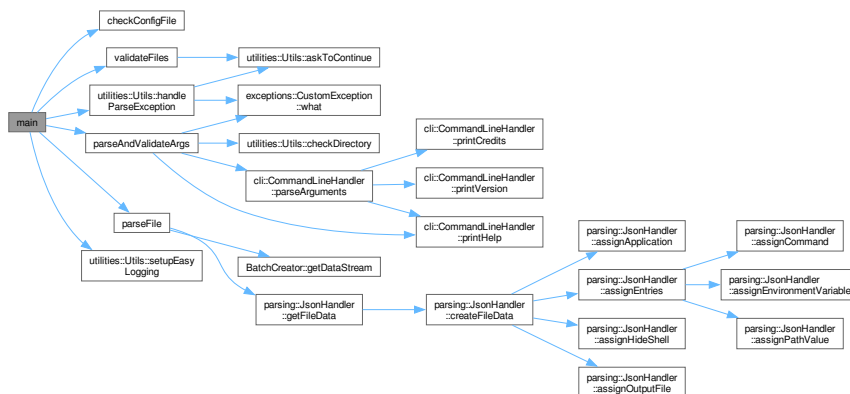 main
checkConfigFile
validateFiles
utilities::Utils::handle
ParseException
parseAndValidateArgs
parseFile
utilities::Utils::setupEasy
Logging
utilities::Utils::askToContinue
exceptions::CustomException
::what
utilities::Utils::checkDirectory
cli::CommandLineHandler
::parseArguments
BatchCreator::getDataStream
parsing::JsonHandler
::getFileData
cli::CommandLineHandler
::printCredits
cli::CommandLineHandler
::printVersion
cli::CommandLineHandler
::printHelp
parsing::JsonHandler
::createFileData
parsing::JsonHandler
::assignApplication
parsing::JsonHandler
::assignEntries
parsing::JsonHandler
::assignHideShell
parsing::JsonHandler
::assignOutputFile
parsing::JsonHandler
::assignCommand
parsing::JsonHandler
::assignEnvironmentVariable
parsing::JsonHandler
::assignPathValue